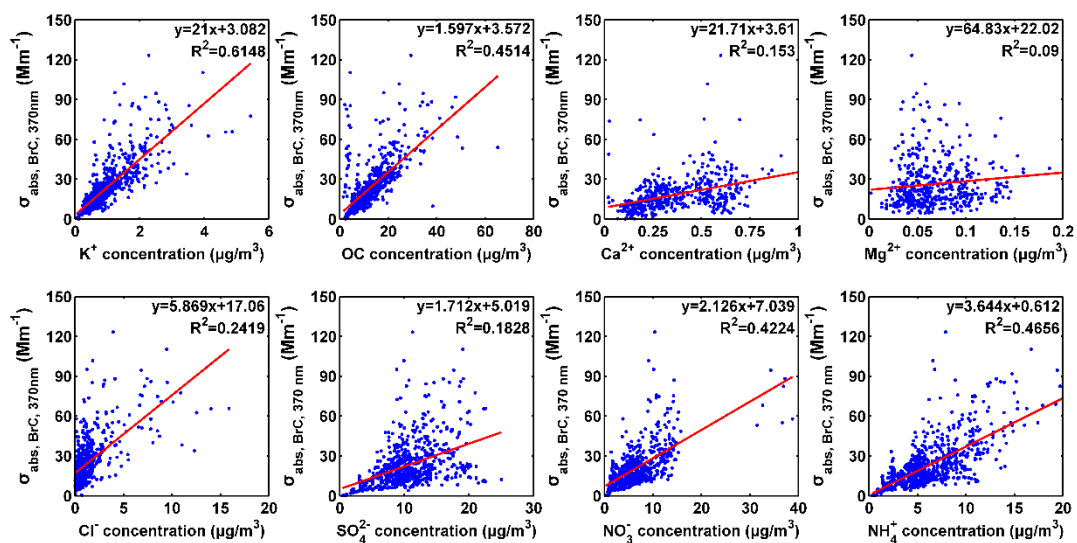 y=21x+3.082
R²=0.6148
σabs, BrC, 370nm (Mm⁻¹)
150
120
90
60
30
0
0 2 4 6
K⁺ concentration (µg/m³)
y=1.597x+3.572
R²=0.4514
σabs, BrC, 370nm (Mm⁻¹)
150
120
90
60
30
0
0 20 40 60 80
OC concentration (µg/m³)
y=21.71x+3.61
R²=0.153
σabs, BrC, 370nm (Mm⁻¹)
150
120
90
60
30
0
0 0.25 0.5 0.75 1
Ca²⁺ concentration (µg/m³)
y=64.83x+22.02
R²=0.09
σabs, BrC, 370nm (Mm⁻¹)
150
120
90
60
30
0
0 0.05 0.10 0.15 0.2
Mg²⁺ concentration (µg/m³)
y=5.869x+17.06
R²=0.2419
σabs, BrC, 370nm (Mm⁻¹)
150
120
90
60
30
0
0 5 10 15 20
Cl⁻ concentration (µg/m³)
y=1.712x+5.019
R²=0.1828
σabs, BrC, 370 nm (Mm⁻¹)
150
120
90
60
30
0
0 10 20 30
SO₄²⁻ concentration (µg/m³)
y=2.126x+7.039
R²=0.4224
σabs, BrC, 370 nm (Mm⁻¹)
150
120
90
60
30
0
0 10 20 30 40
NO₃⁻ concentration (µg/m³)
y=3.644x+0.612
R²=0.4656
σabs, BrC, 370 nm (Mm⁻¹)
150
120
90
60
30
0
0 5 10 15 20
NH₄⁺ concentration (µg/m³)